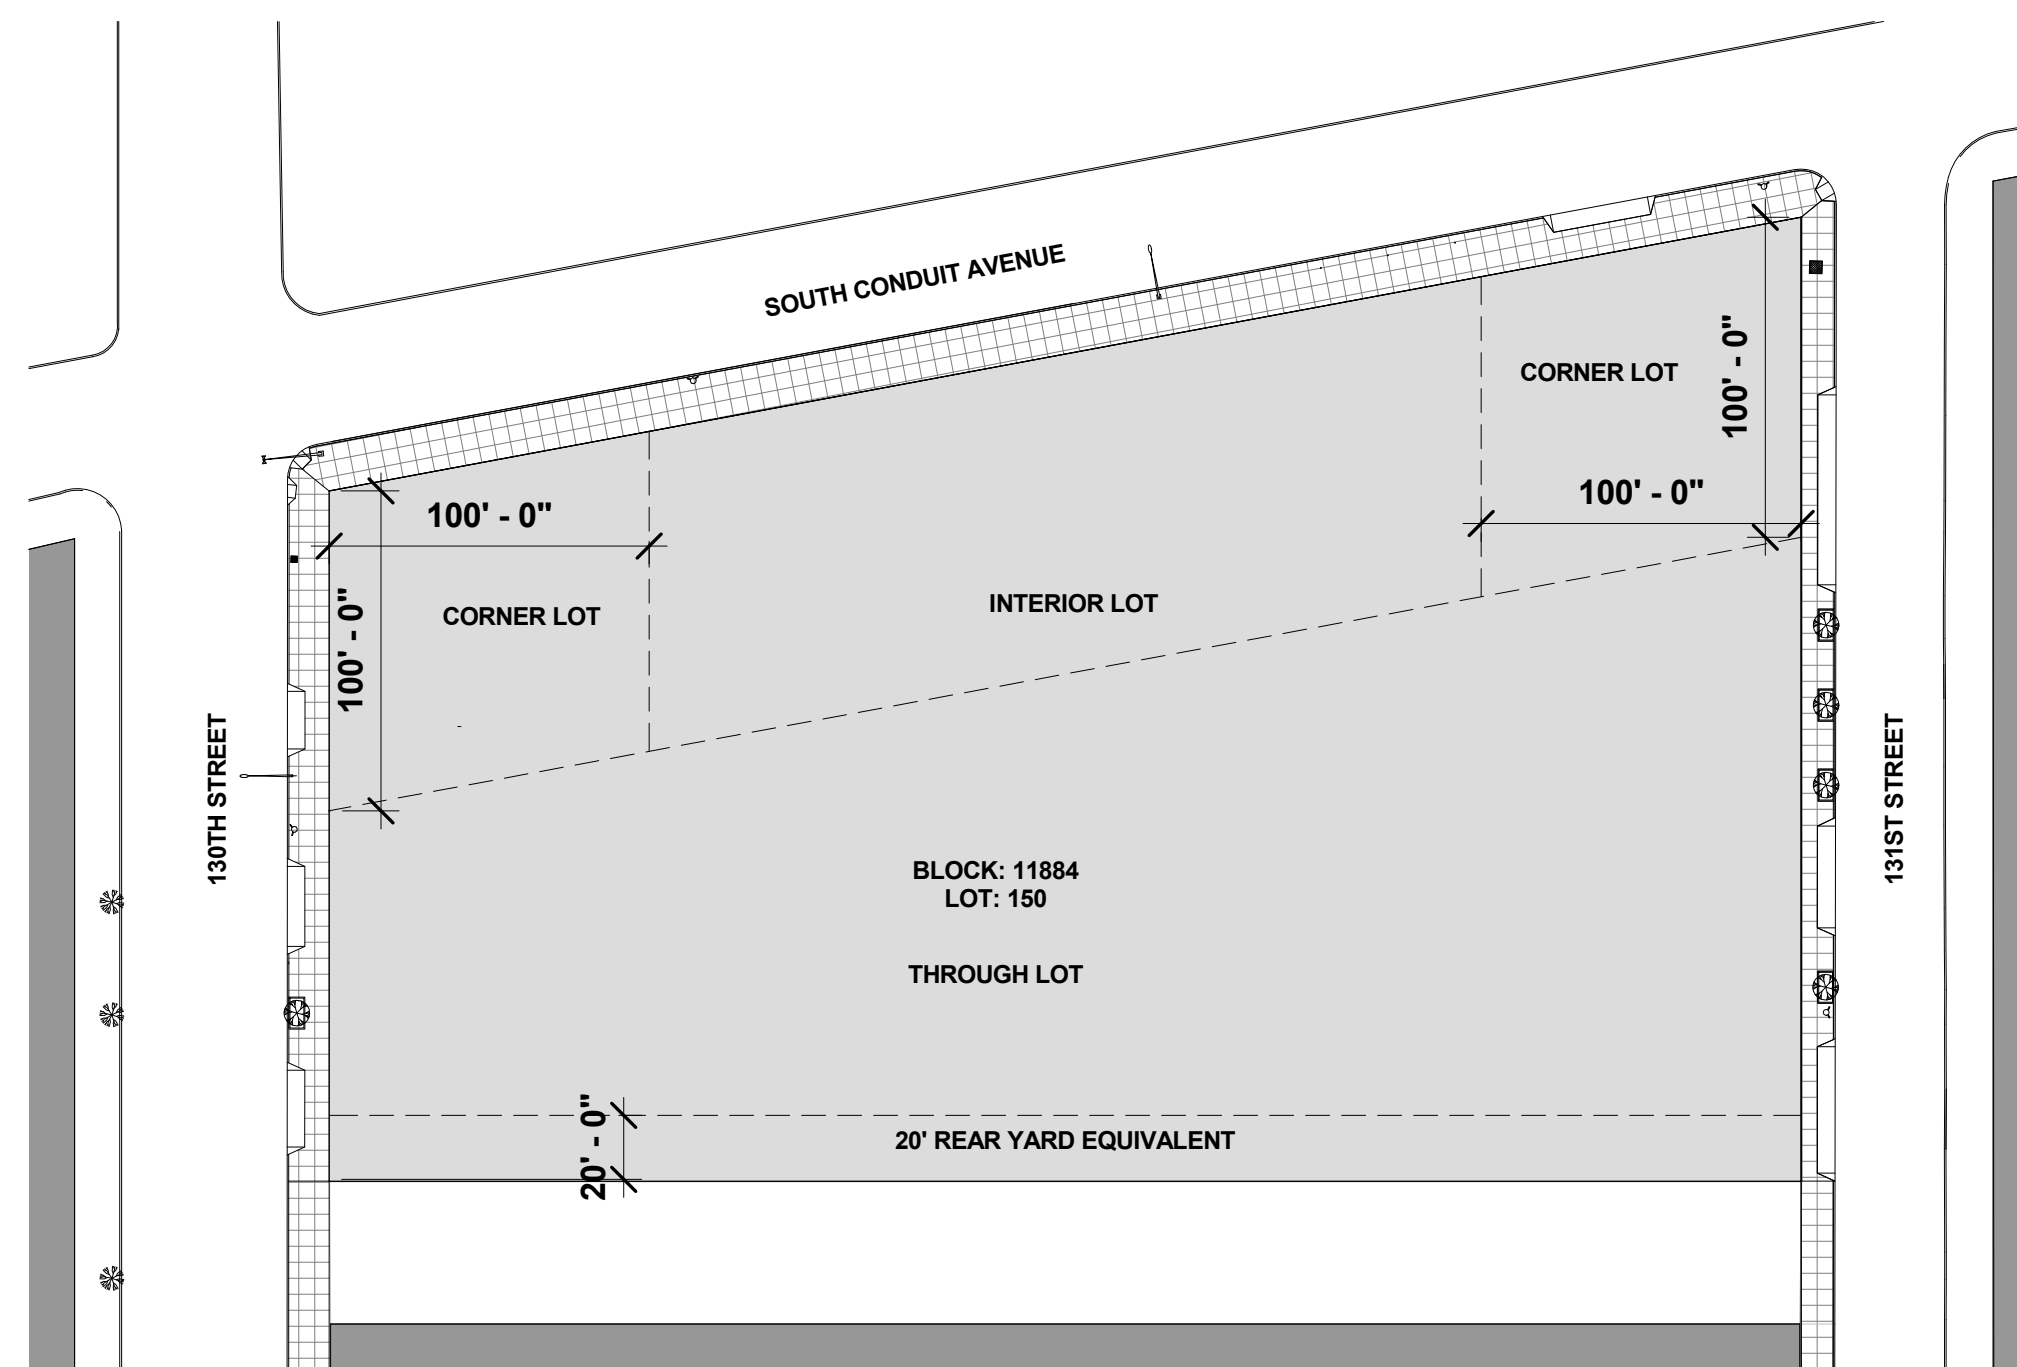 SOUTH CONDUIT AVENUE
CORNER LOT
100' - 0"
100' - 0"
100' - 0"
CORNER LOT
100' - 0"
INTERIOR LOT
130TH STREET
131ST STREET
BLOCK: 11884
LOT: 150
THROUGH LOT
20' - 0"
20' REAR YARD EQUIVALENT